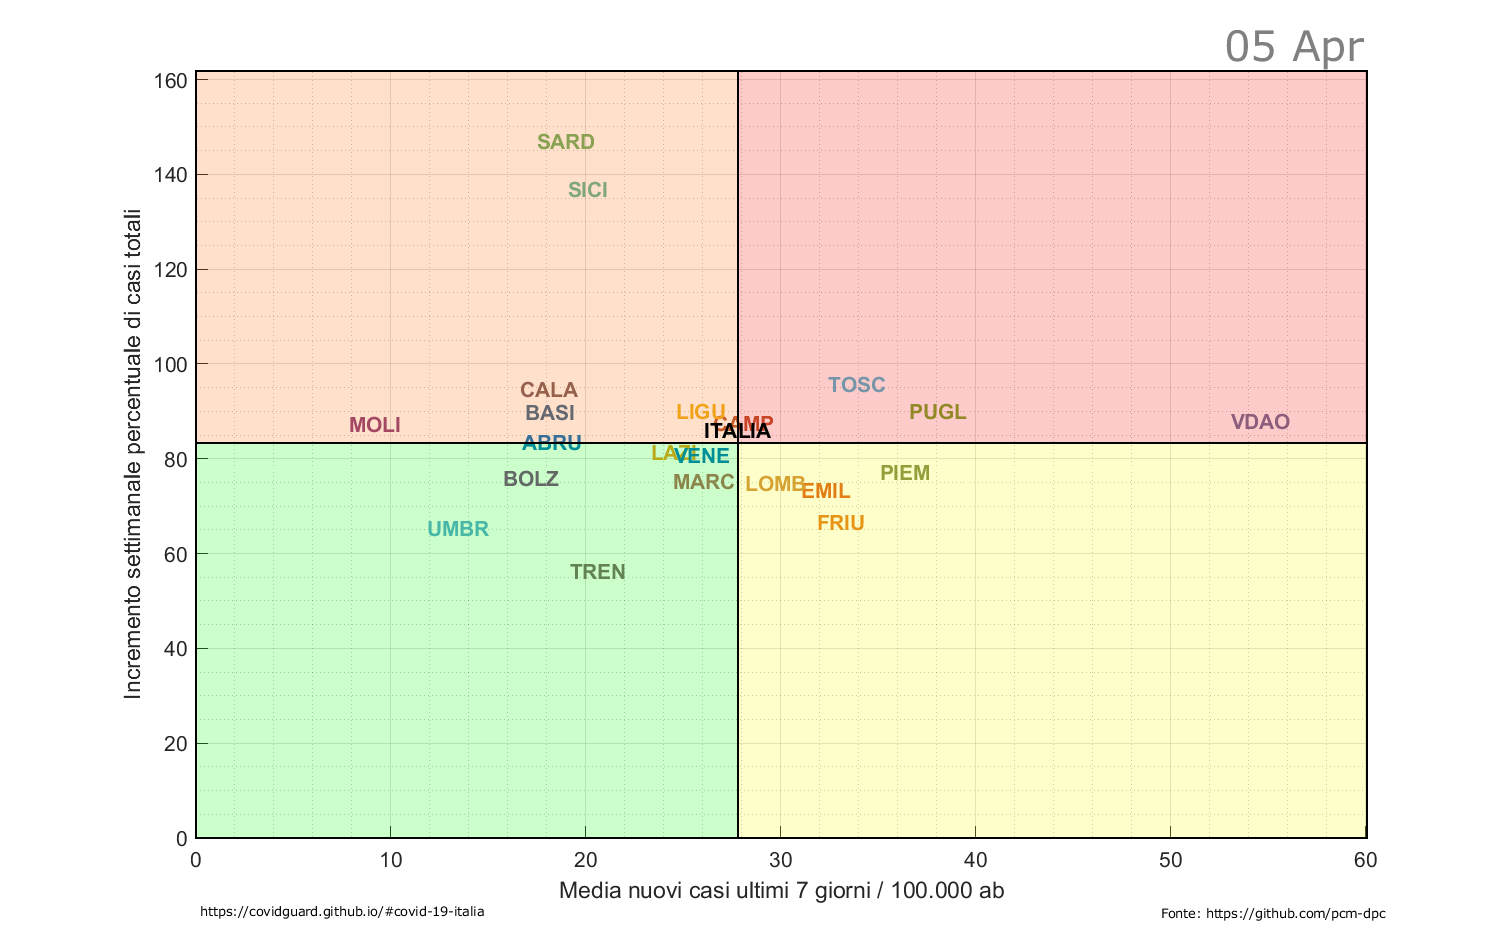 05 Apr
Incremento settimanale percentuale di casi totali
160
140
120
100
80
60
40
20
0
SARD
SICI
CALA
TOSC
BASI
LIGU
PUGL
MOLI
CAMP
VDAO
ITALIA
ABRU
LAZI
VENE
BOLZ
MARC
LOMB
PIEM
EMIL
UMBR
FRIU
TREN
0
10
20
30
40
50
60
Media nuovi casi ultimi 7 giorni / 100.000 ab
https://covidguard.github.io/#covid-19-italia
Fonte: https://github.com/pcm-dpc